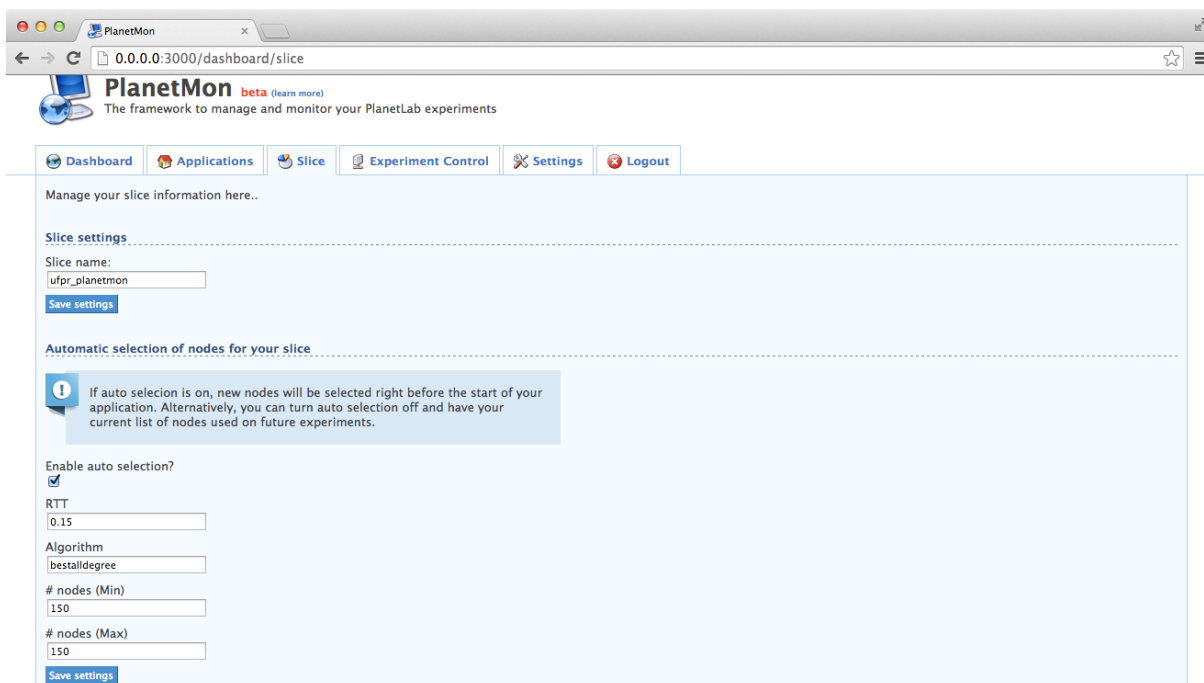 PlanetMon
0.0.0.0:3000/dashboard/slice
PlanetMon beta (learn more)
The framework to manage and monitor your PlanetLab experiments
Dashboard Applications Slice Experiment Control Settings Logout
Manage your slice information here..
Slice settings
Slice name:
ufpr_planetmon
Save settings
Automatic selection of nodes for your slice
If auto selecion is on, new nodes will be selected right before the start of your
application. Alternatively, you can turn auto selection off and have your
current list of nodes used on future experiments.
Enable auto selection?
RTT
0.15
Algorithm
bestalldegree
# nodes (Min)
150
# nodes (Max)
150
Save settings